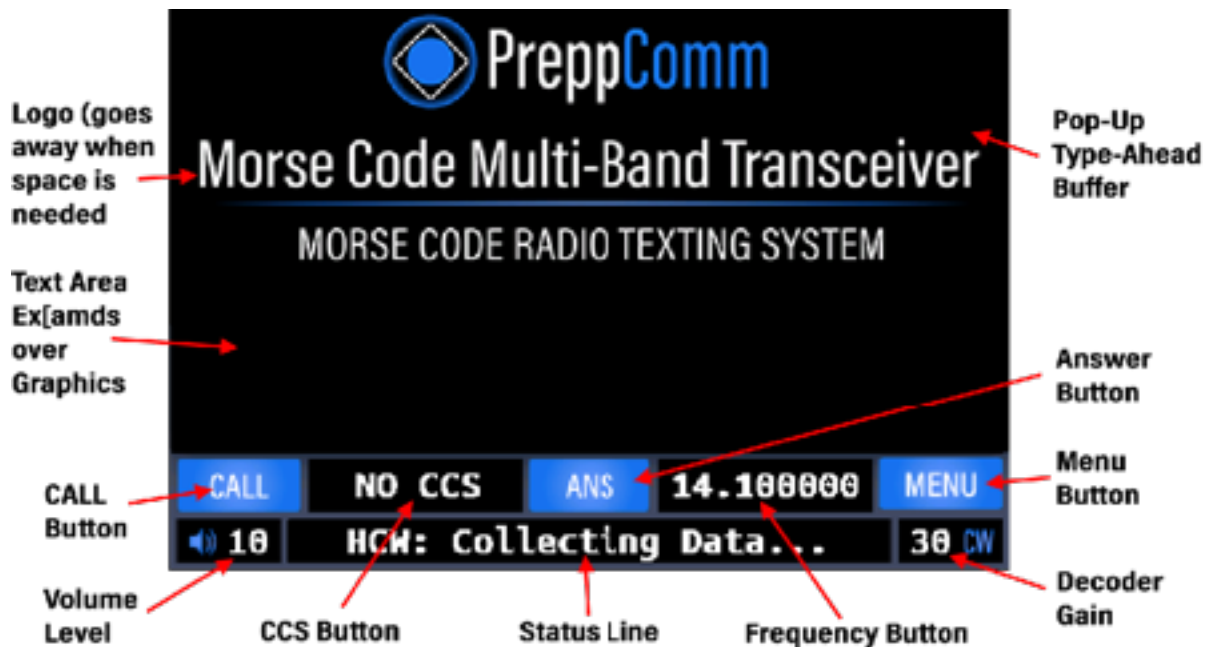 PreppComm
Logo (goes
away when
space is
needed
Morse Code Multi-Band Transceiver
Pop-Up
Type-Ahead
Buffer
MORSE CODE RADIO TEXTING SYSTEM
Text Area
Ex[amds
over
Graphics
Answer
Button
CALL
Button
CALL NO CCS ANS 14.100000 MENU
Menu
Button
10 HCW: Collecting Data... 30 CW
Volume
Level
CCS Button
Status Line
Frequency Button
Decoder
Gain